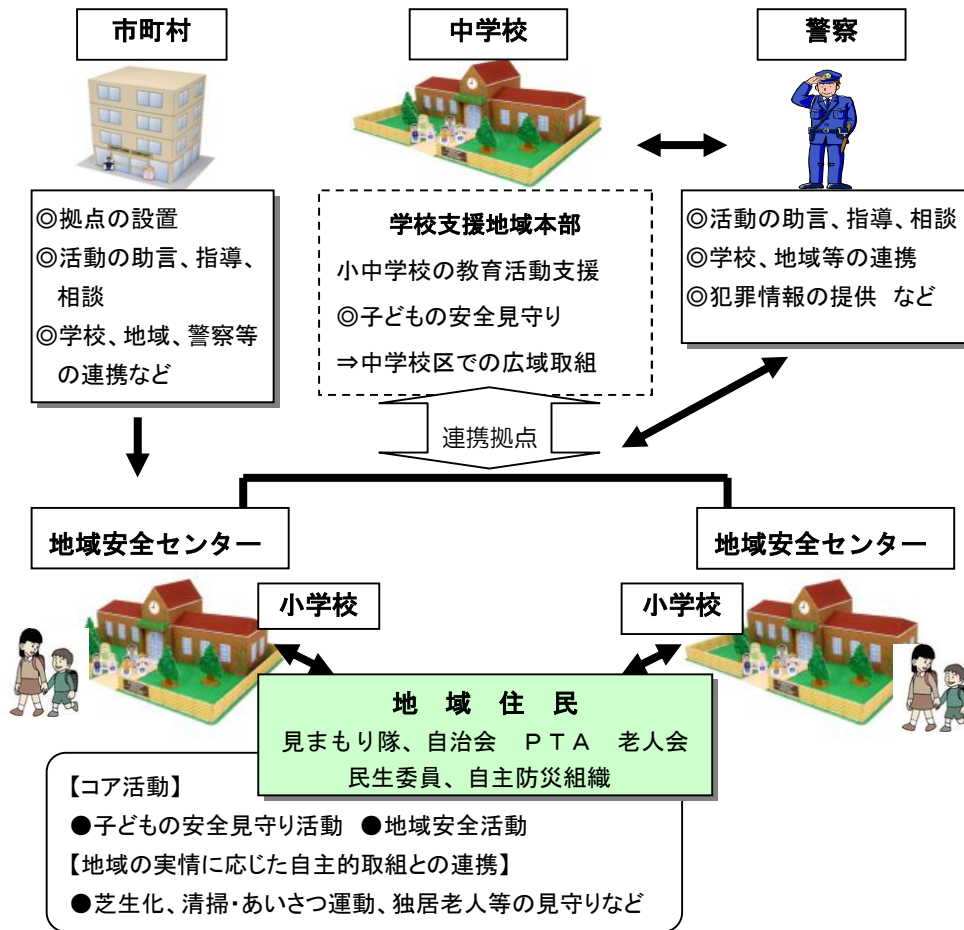 市町村
中学校
警察
◎拠点の設置
◎活動の助言、指導、
相談
◎学校、地域、警察等
の連携など
学校支援地域本部
小中学校の教育活動支援
◎子どもの安全見守り
⇒中学校区での広域取組
◎活動の助言、指導、相談
◎学校、地域等の連携
◎犯罪情報の提供 など
連携拠点
地域安全センター
地域安全センター
小学校
小学校
地 域 住 民
見まもり隊、自治会 PTA 老人会
民生委員、自主防災組織
【コア活動】
●子どもの安全見守り活動 ●地域安全活動
【地域の実情に応じた自主的取組との連携】
●芝生化、清掃・あいさつ運動、独居老人等の見守りなど